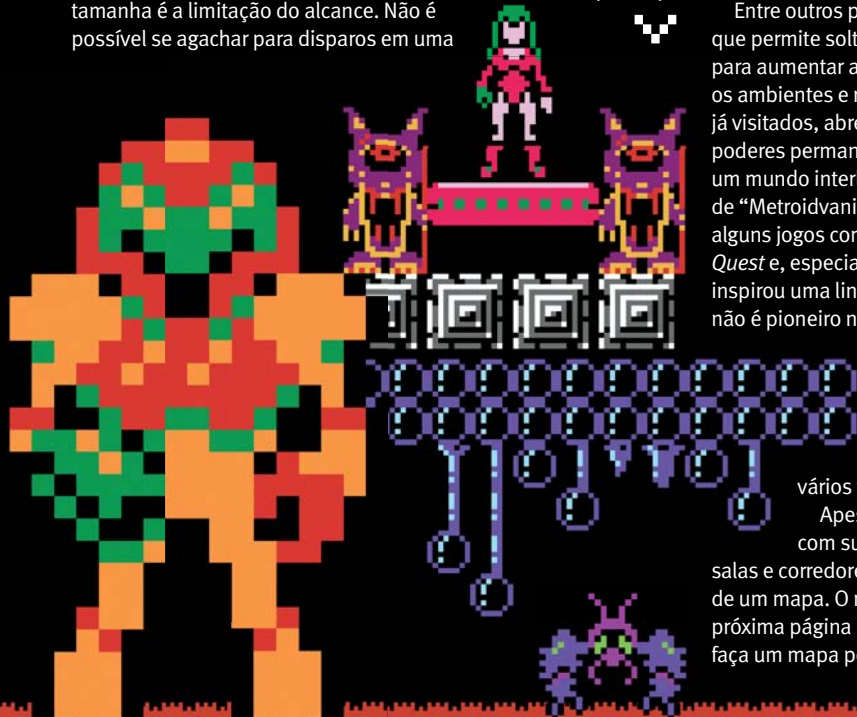 tamanha é a limitação do alcance. Não é
possível se agachar para disparos em uma
Entre outros p
que permite solt
para aumentar a
os ambientes e
já visitados, abre
poderes perman
um mundo inter
de “Metroidvani
alguns jogos con
Quest e, especia
inspirou uma lin
não é pioneiro n
vários
Apes
com su
salas e corredore
de um mapa. O
próxima página
faça um mapa pe